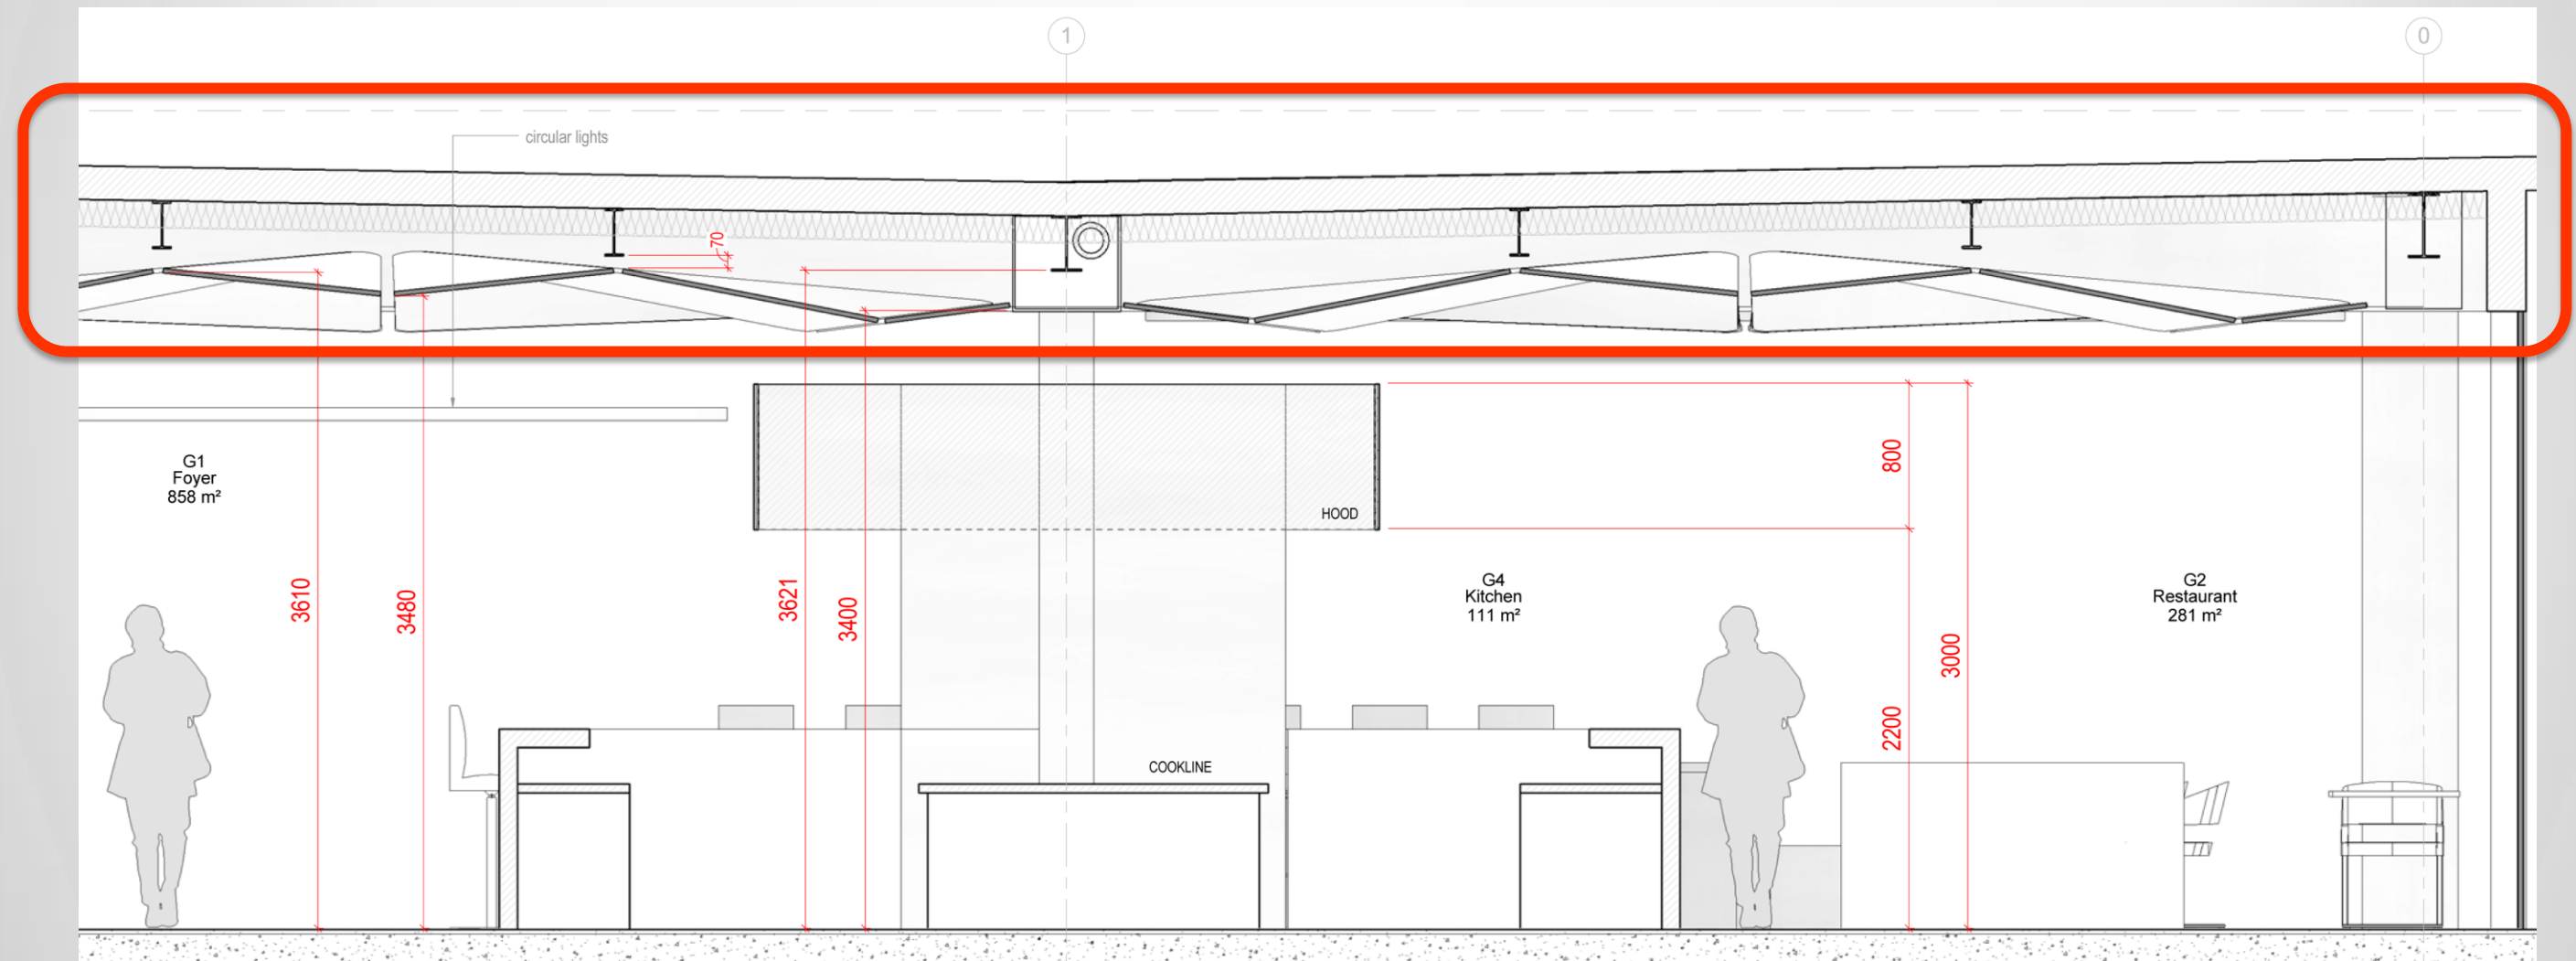 1
0
circular lights
70
G1
Foyer
858 m²
HOOD
800
3610
3480
3621
3400
G4
Kitchen
111 m²
G2
Restaurant
281 m²
3000
2200
COOKLINE